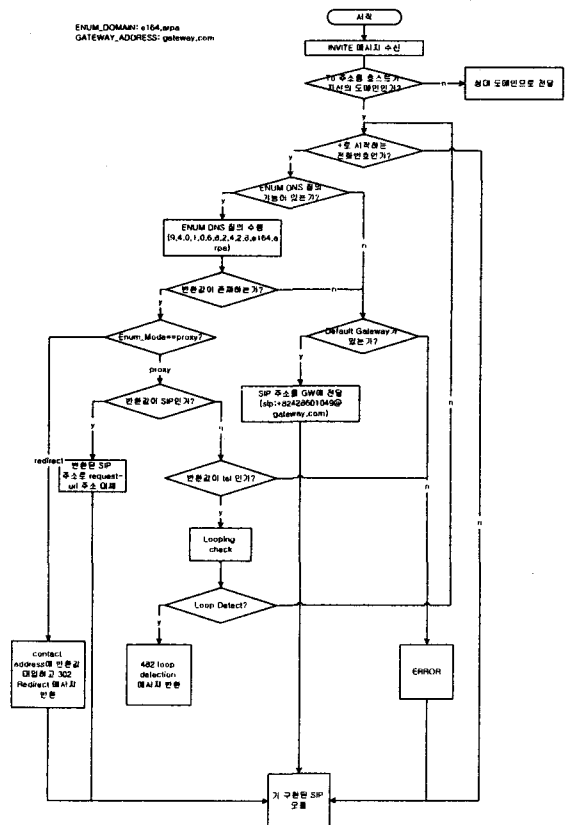 ENUM_DOMAIN: e164.arpa
GATEWAY_ADDRESS: gateway.com
시작
INVITE 메시지 수신
To 주소를 호스트가
자신의 도메인인가?
n
상대 도메인으로 전달
y
+로 시작하는
전화번호인가?
y
ENUM DNS 질의
기능이 있는가?
y
ENUM DNS 질의 수행
(9.4.0.1.0.6.8.2.4.2.8.e164.a
rpa)
n
반환값이 존재하는가?
n
y
Enum_Mode==proxy?
Default Gateway가
있는가?
proxy
y
반환값이 SIP인가?
SIP 주소를 GW에 전달
(sip:+82428601049@
gateway.com)
n
y
n
redirect
반환된 SIP
주소로 request-
url 주소 대체
반환값이 tel 인가?
n
n
y
Looping
check
Loop Detect?
y
contact
address에 반환값
대입하고 302
Redirect 메시지
반환
482 loop
detection
메시지 반환
ERROR
기 구현된 SIP
모듈